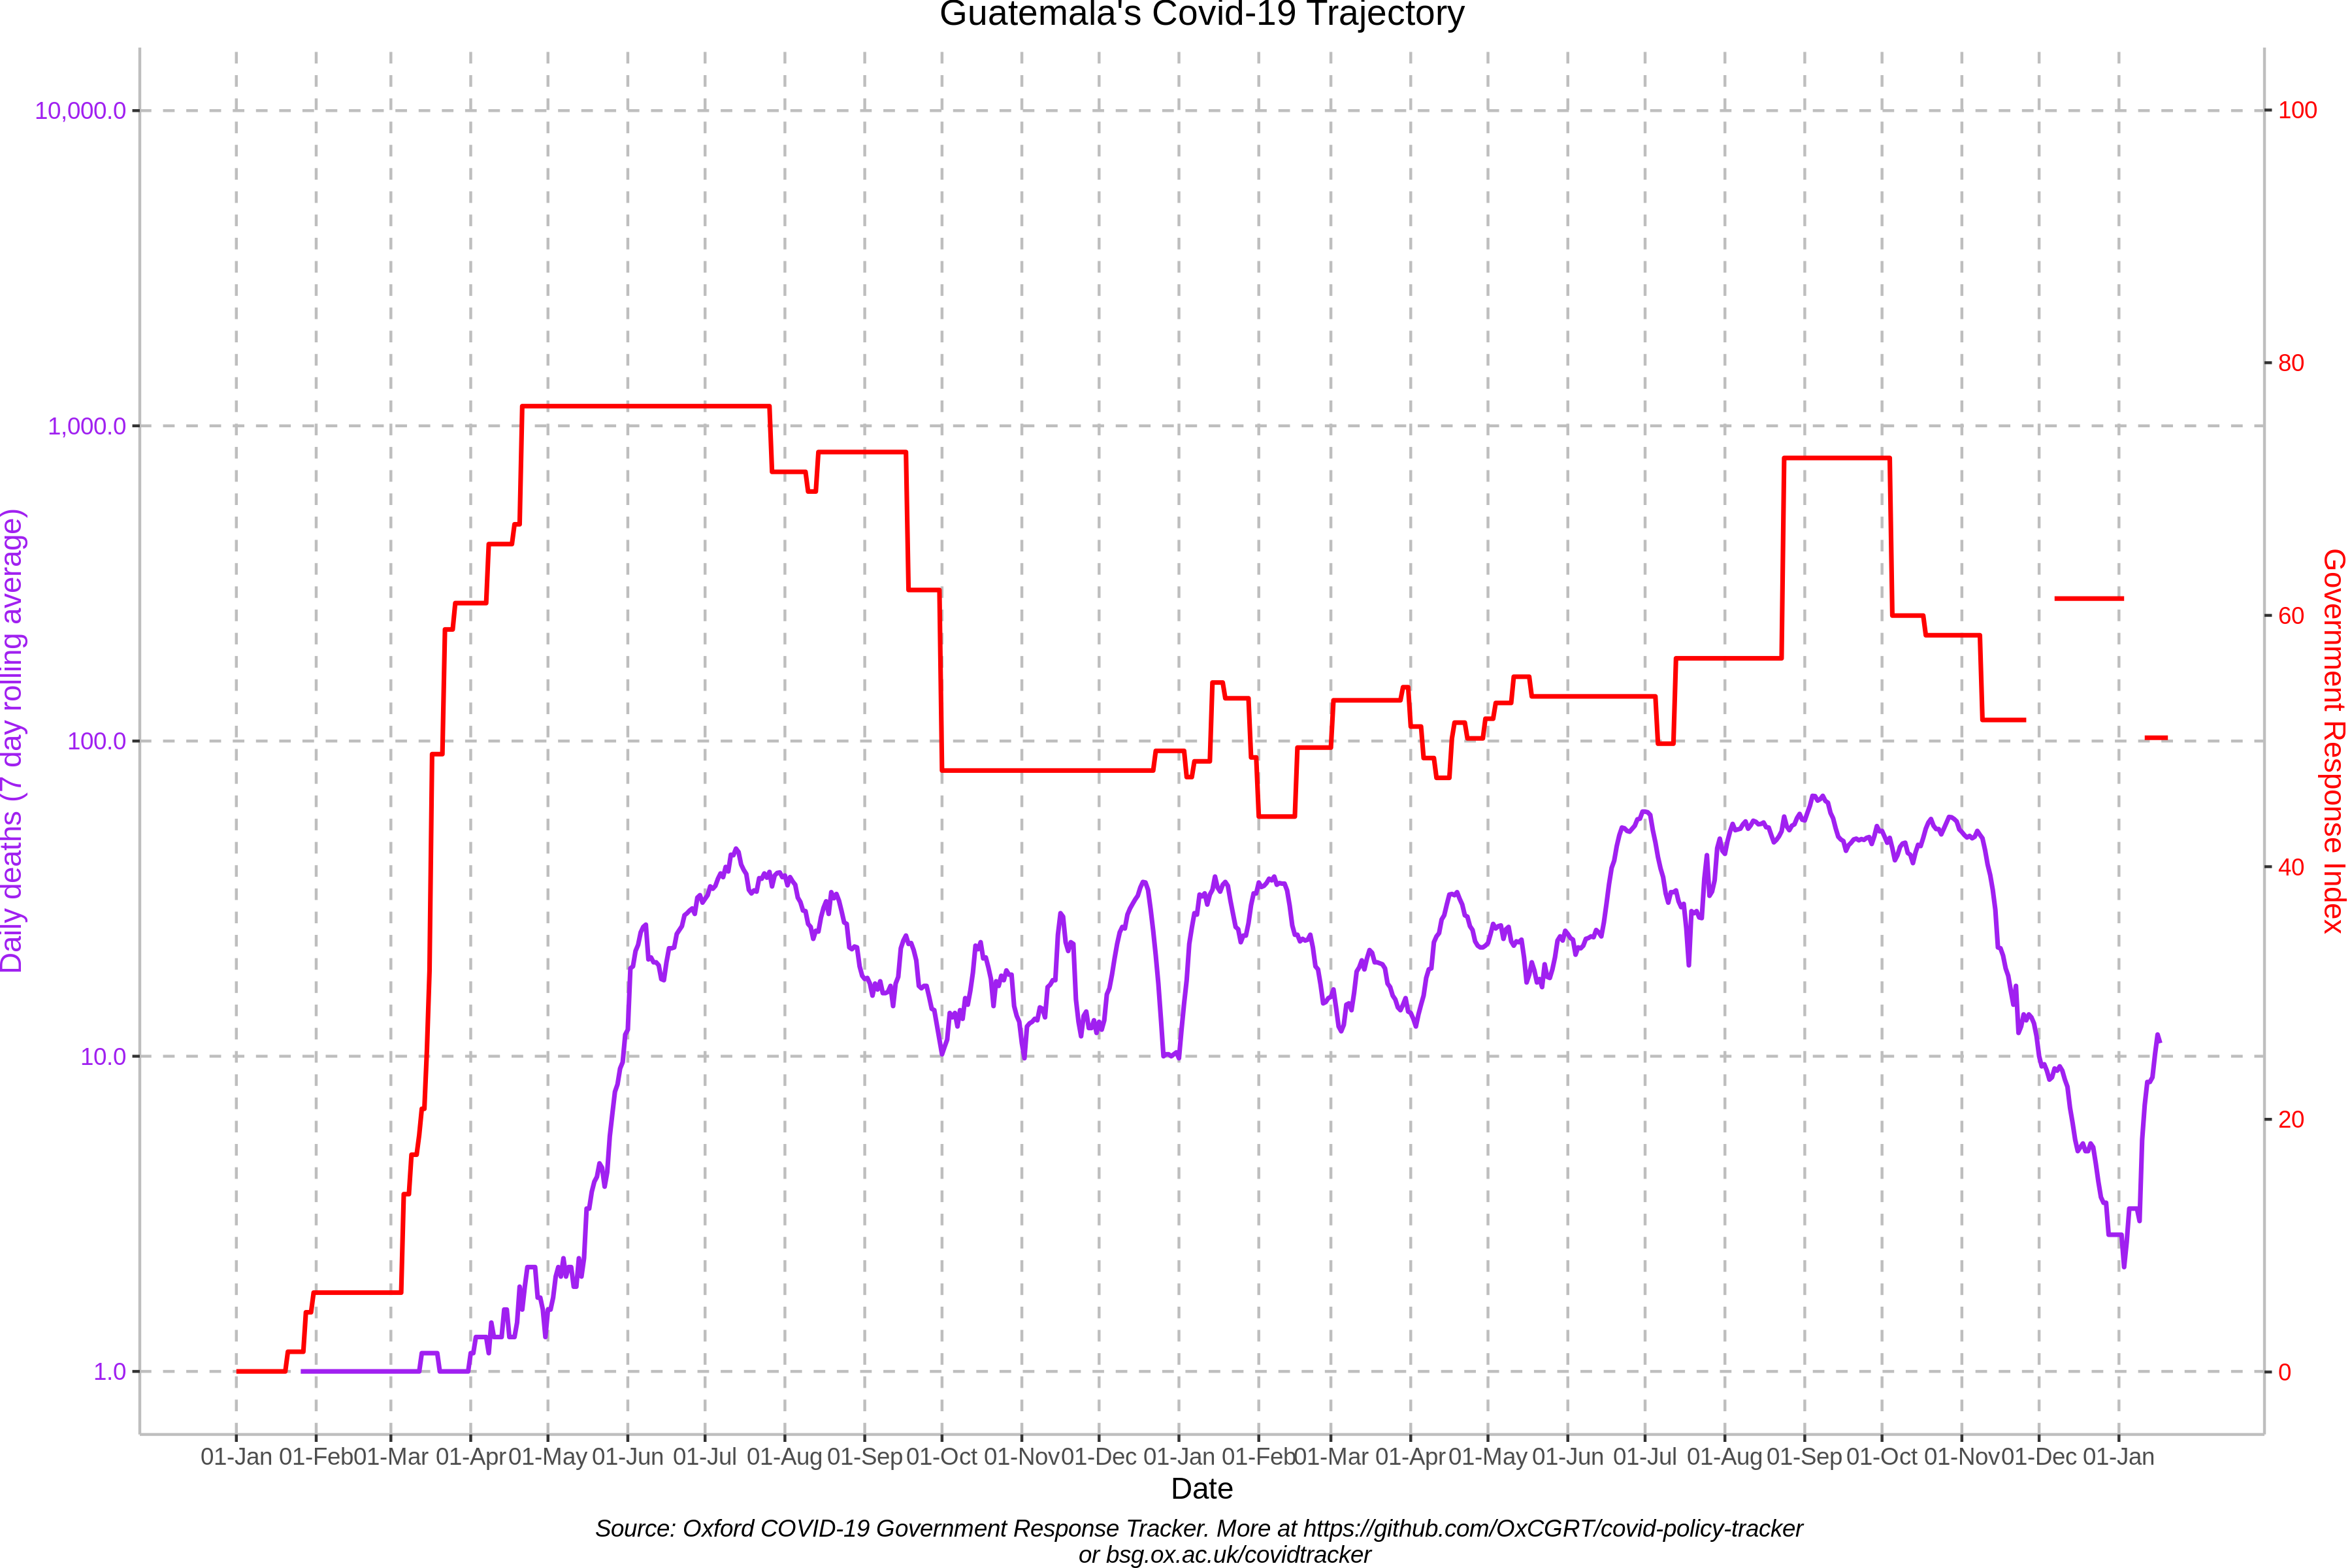 Guatemala's Covid-19 Trajectory
10,000.0
1,000.0
100.0
10.0
1.0
Daily deaths (7 day rolling average)
100
80
60
40
20
0
Government Response Index
01-Jan 01-Feb 01-Mar 01-Apr 01-May 01-Jun 01-Jul 01-Aug 01-Sep 01-Oct 01-Nov 01-Dec 01-Jan 01-Feb 01-Mar 01-Apr 01-May 01-Jun 01-Jul 01-Aug 01-Sep 01-Oct 01-Nov 01-Dec 01-Jan
Date
Source: Oxford COVID-19 Government Response Tracker. More at https://github.com/OxCGRT/covid-policy-tracker
or bsg.ox.ac.uk/covidtracker